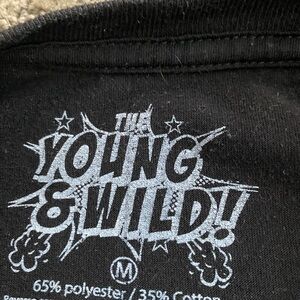 THE
YOUNG
& WILD!
M
65% polyester / 35% Cotton